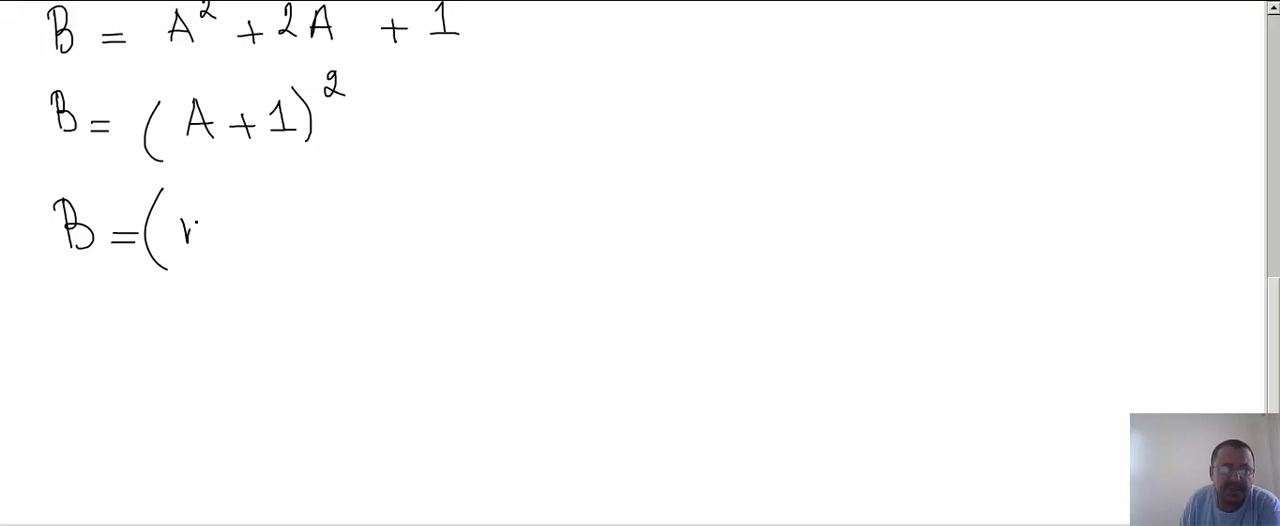 B = A² + 2A + 1
B = (A + 1)²
B = (